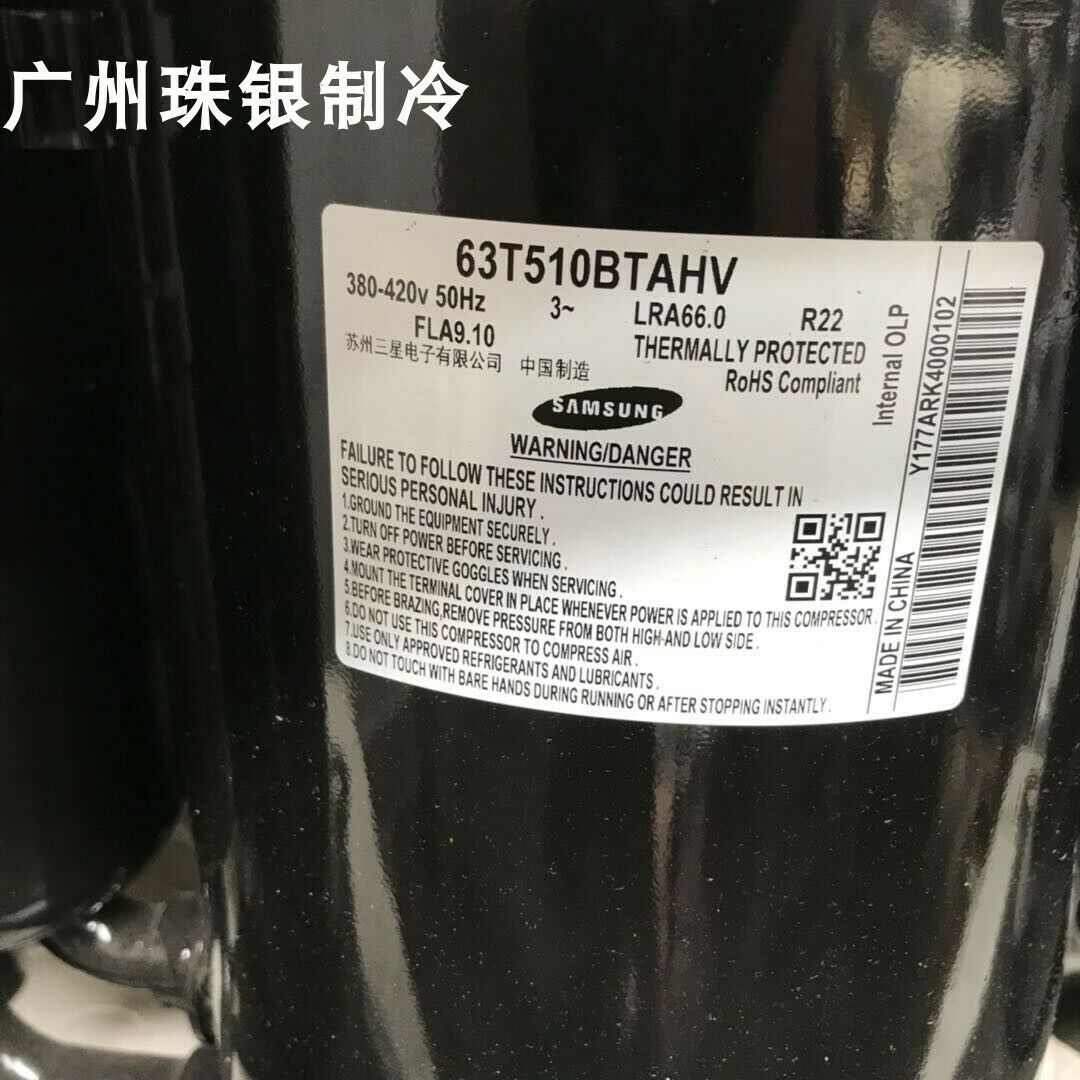 广州珠银制冷
63T510BTAHV
380-420v 50Hz 3~ LRA66.0 R22
FLA9.10 THERMALLY PROTECTED
苏州三星电子有限公司 中国制造 RoHS Compliant
SAMSUNG
WARNING/DANGER
FAILURE TO FOLLOW THESE INSTRUCTIONS COULD RESULT IN
SERIOUS PERSONAL INJURY .
1.GROUND THE EQUIPMENT SECURELY .
2.TURN OFF POWER BEFORE SERVICING .
3.WEAR PROTECTIVE GOGGLES WHEN SERVICING .
4.MOUNT THE TERMINAL COVER IN PLACE WHENEVER POWER IS APPLIED TO THIS COMPRESSOR .
5.BEFORE BRAZING,REMOVE PRESSURE FROM BOTH HIGH AND LOW SIDE .
6.DO NOT USE THIS COMPRESSOR TO COMPRESS AIR .
7.USE ONLY APPROVED REFRIGERANTS AND LUBRICANTS .
8.DO NOT TOUCH WITH BARE HANDS DURING RUNNING OR AFTER STOPPING INSTANTLY .
Internal OLP
MADE IN CHINA Y177ARK4000102